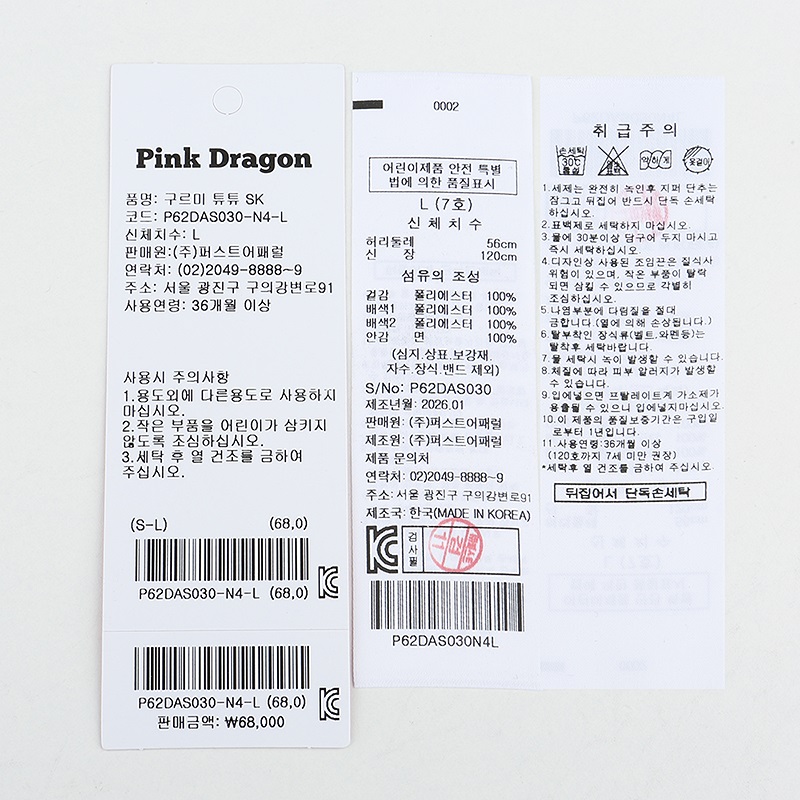 Pink Dragon
품명: 구르미 튜튜 SK
코드: P62DAS030-N4-L
신체치수: L
판매원:(주)퍼스트어패럴
연락처: (02)2049-8888~9
주소: 서울 광진구 구의강변로91
사용연령: 36개월 이상
사용시 주의사항
1.용도외에 다른용도로 사용하지
마십시오.
2.작은 부품을 어린이가 삼키지
않도록 조심하십시오.
3.세탁 후 열 건조를 금하여
주십시오.
(S-L) (68,0)
P62DAS030-N4-L (68,0)
P62DAS030-N4-L (68,0)
판매금액: ₩68,000
0002
어린이제품 안전 특별
법에 의한 품질표시
L (7호)
신체치수
허리둘레 56cm
신 장 120cm
섬유의 조성
겉감 폴리에스터 100%
배색1 폴리에스터 100%
배색2 폴리에스터 100%
안감 면 100%
(심지.상표.보강재.
자수.장식.밴드 제외)
S/No: P62DAS030
제조년월: 2026.01
판매원: (주)퍼스트어패럴
제조원: (주)퍼스트어패럴
제품 문의처
연락처: 02)2049-8888~9
주소: 서울 광진구 구의강변로91
제조국: 한국(MADE IN KOREA)
검사필
P62DAS030N4L
취급주의
손세탁
30℃
중성
약하게
옷걸이
1.세제는 완전히 녹인후 지퍼 단추는
잠그고 뒤집어 반드시 단독 손세탁
하십시오.
2.표백제로 세탁하지 마십시오.
3.물에 30분이상 담구어 두지 마시고
즉시 세탁하십시오.
4.디자인상 사용된 조임끈은 질식사
위험이 있으며, 작은 부품이 탈락
되면 삼킬 수 있으므로 각별히
조심하십시오.
5.나염부분에 다림질을 절대
금합니다.(열에 의해 손상됩니다.)
6.탈부착인 장식류(벨트,와펜등)는
탈착후 세탁바랍니다.
7.물 세탁시 녹이 발생할 수 있습니다.
8.체질에 따라 피부 알러지가 발생할
수 있습니다.
9.입에넣으면 프탈레이트계 가소제가
용출될 수 있으니 입에넣지마십시오.
10.이 제품의 품질보증기간은 구입일
로부터 1년입니다.
11.사용연령:36개월 이상
(120호까지 7세 미만 권장)
*세탁후 열 건조를 금하여 주십시오.
뒤집어서 단독손세탁